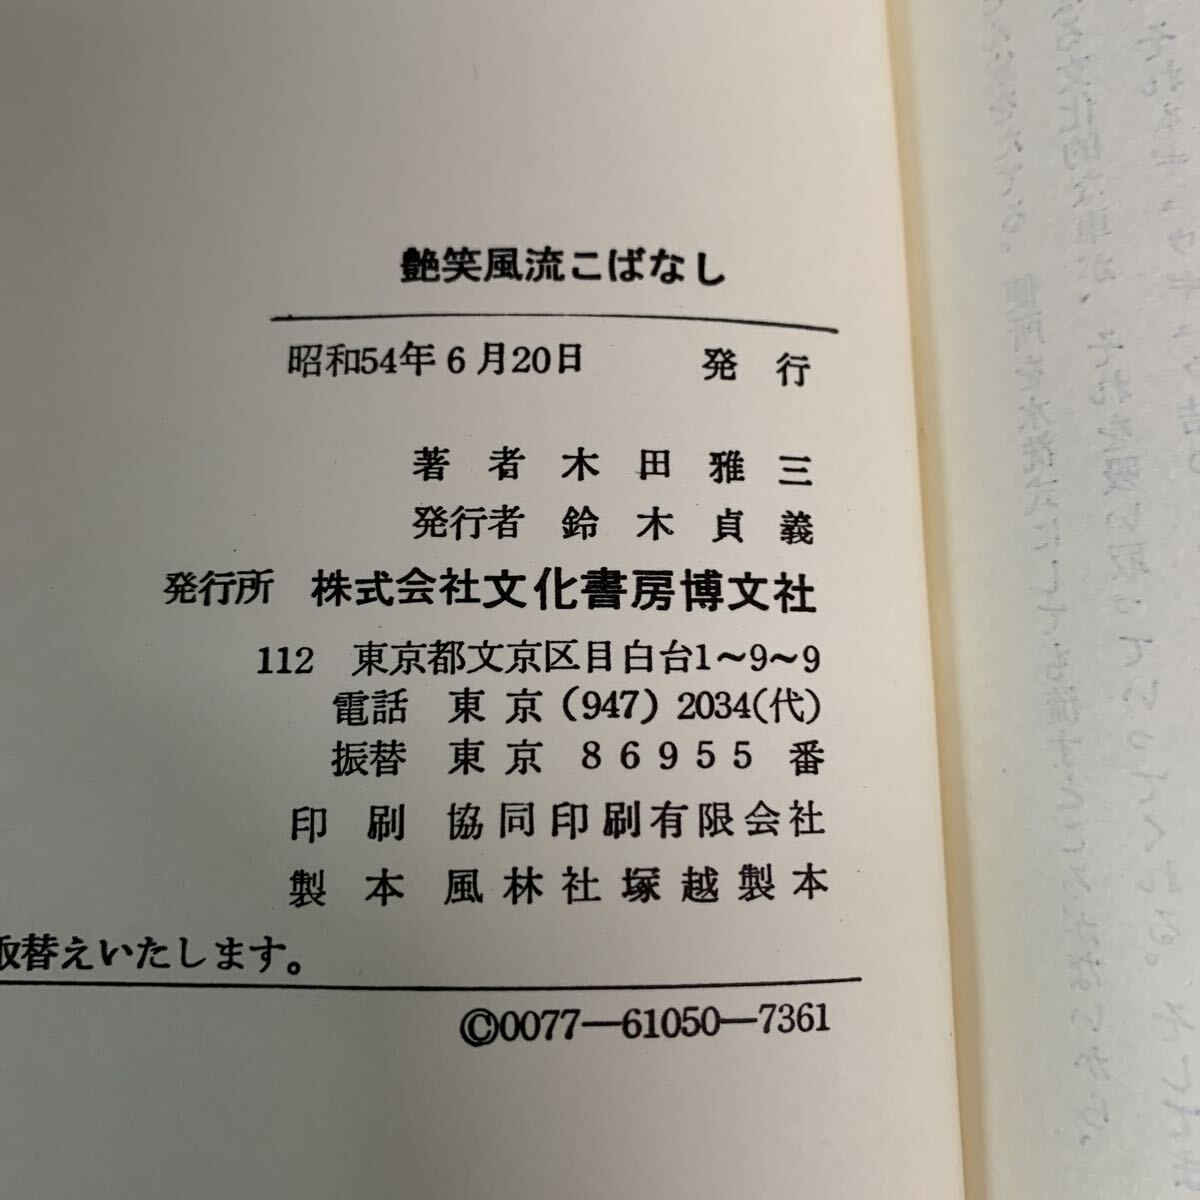 艶笑風流こばなし
昭和54年6月20日 発行
著者 木田雅三
発行者 鈴木貞義
発行所 株式会社文化書房博文社
112 東京都文京区目白台1〜9〜9
電話 東京(947)2034(代)
振替 東京 86955 番
印刷 協同印刷有限会社
製本 風林社塚越製本
取替えいたします。
©0077—61050—7361